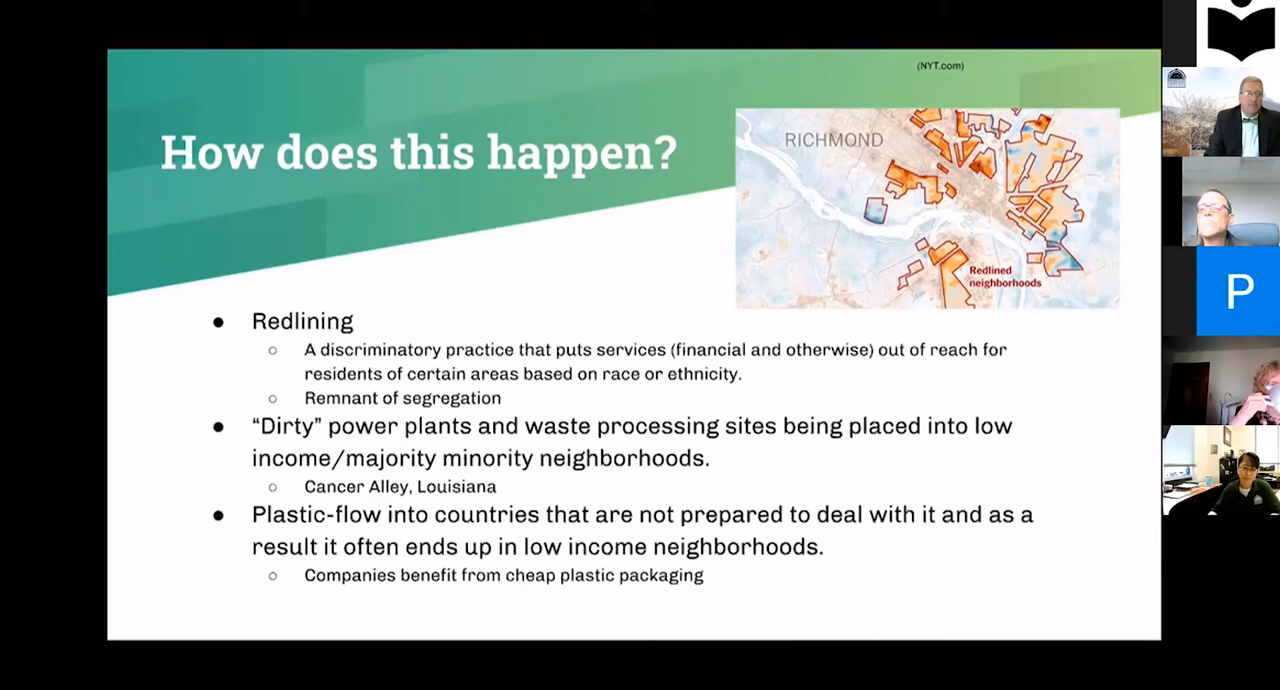 (NYT.com)
How does this happen?
RICHMOND
Redlined
neighborhoods
● Redlining
○ A discriminatory practice that puts services (financial and otherwise) out of reach for
residents of certain areas based on race or ethnicity.
○ Remnant of segregation
● “Dirty” power plants and waste processing sites being placed into low
income/majority minority neighborhoods.
○ Cancer Alley, Louisiana
● Plastic-flow into countries that are not prepared to deal with it and as a
result it often ends up in low income neighborhoods.
○ Companies benefit from cheap plastic packaging
P